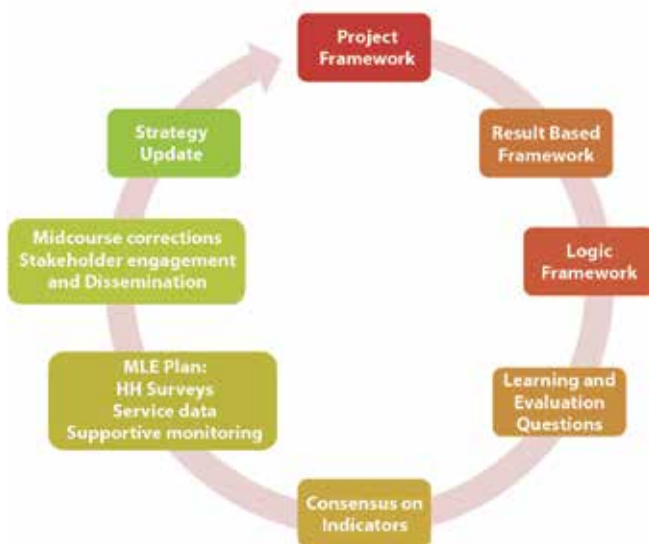 Project
Framework
Result Based
Framework
Logic
Framework
Learning and
Evaluation
Questions
Consensus on
Indicators
MLE Plan:
HH Surveys
Service data
Supportive monitoring
Midcourse corrections
Stakeholder engagement
and Dissemination
Strategy
Update